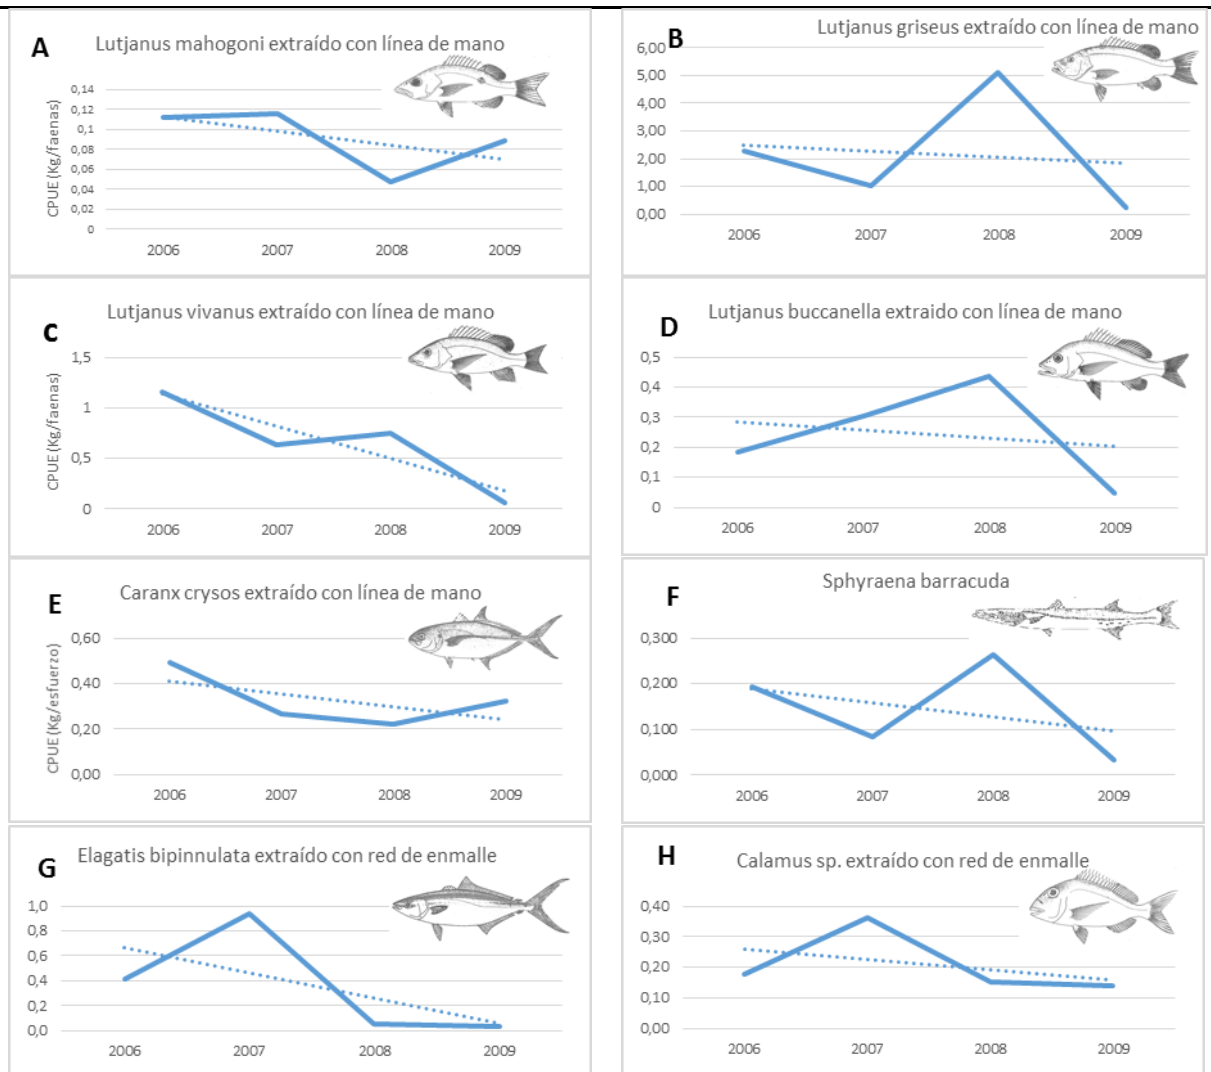 A
Lutjanus mahogoni extraído con línea de mano
CPUE (Kg/faenas)
0,14
0,12
0,1
0,08
0,06
0,04
0,02
0
2006 2007 2008 2009
B
Lutjanus griseus extraído con línea de mano
6,00
5,00
4,00
3,00
2,00
1,00
0,00
2006 2007 2008 2009
C
Lutjanus vivanus extraído con línea de mano
CPUE (Kg/faenas)
1,5
1
0,5
0
2006 2007 2008 2009
D
Lutjanus buccanella extraido con línea de mano
0,5
0,4
0,3
0,2
0,1
0
2006 2007 2008 2009
E
Caranx crysos extraído con línea de mano
CPUE (Kg/esfuerzo)
0,60
0,40
0,20
0,00
2006 2007 2008 2009
F
Sphyraena barracuda
0,300
0,200
0,100
0,000
2006 2007 2008 2009
G
Elagatis bipinnulata extraído con red de enmalle
1,0
0,8
0,6
0,4
0,2
0,0
2006 2007 2008 2009
H
Calamus sp. extraído con red de enmalle
0,40
0,30
0,20
0,10
0,00
2006 2007 2008 2009